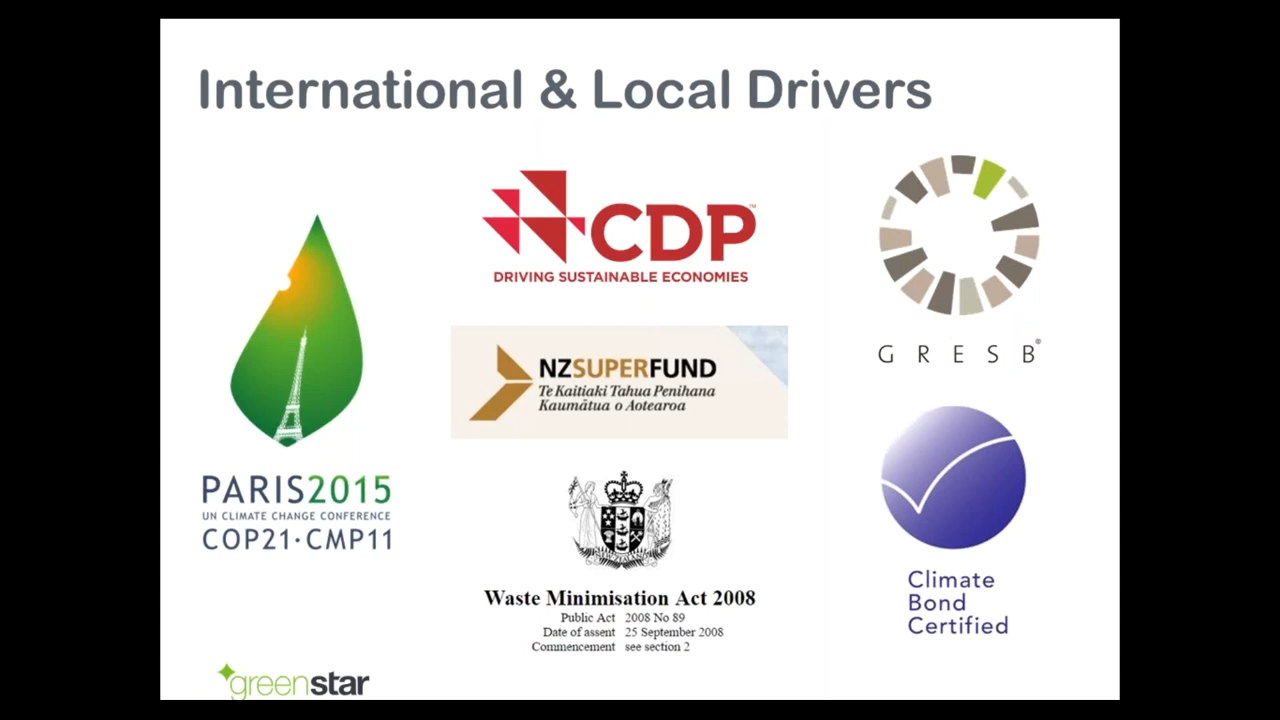 International & Local Drivers
PARIS2015
UN CLIMATE CHANGE CONFERENCE
COP21·CMP11
CDP™
DRIVING SUSTAINABLE ECONOMIES
NZSUPERFUND
Te Kaitiaki Tahua Penihana
Kaumātua o Aotearoa
Waste Minimisation Act 2008
Public Act 2008 No 89
Date of assent 25 September 2008
Commencement see section 2
GRESB®
Climate
Bond
Certified
greenstar